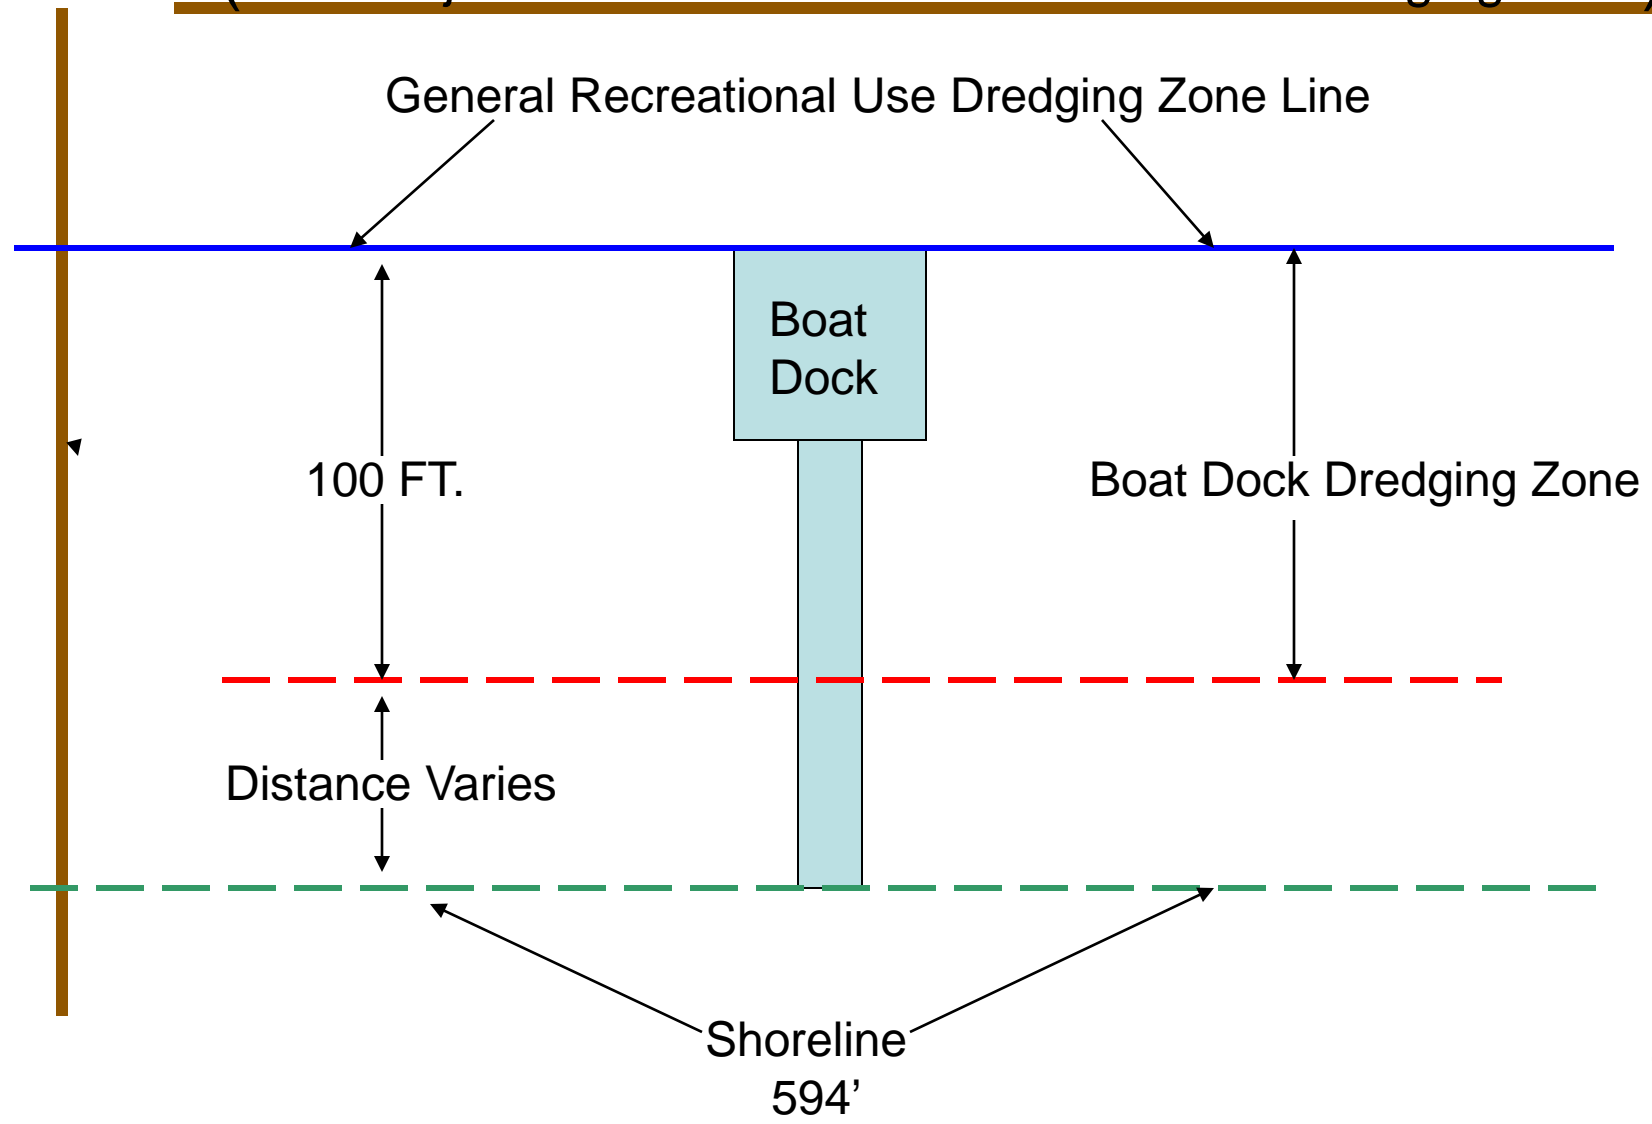 General Recreational Use Dredging Zone Line
Boat
Dock
100 FT.
Boat Dock Dredging Zone
Distance Varies
Shoreline
594’